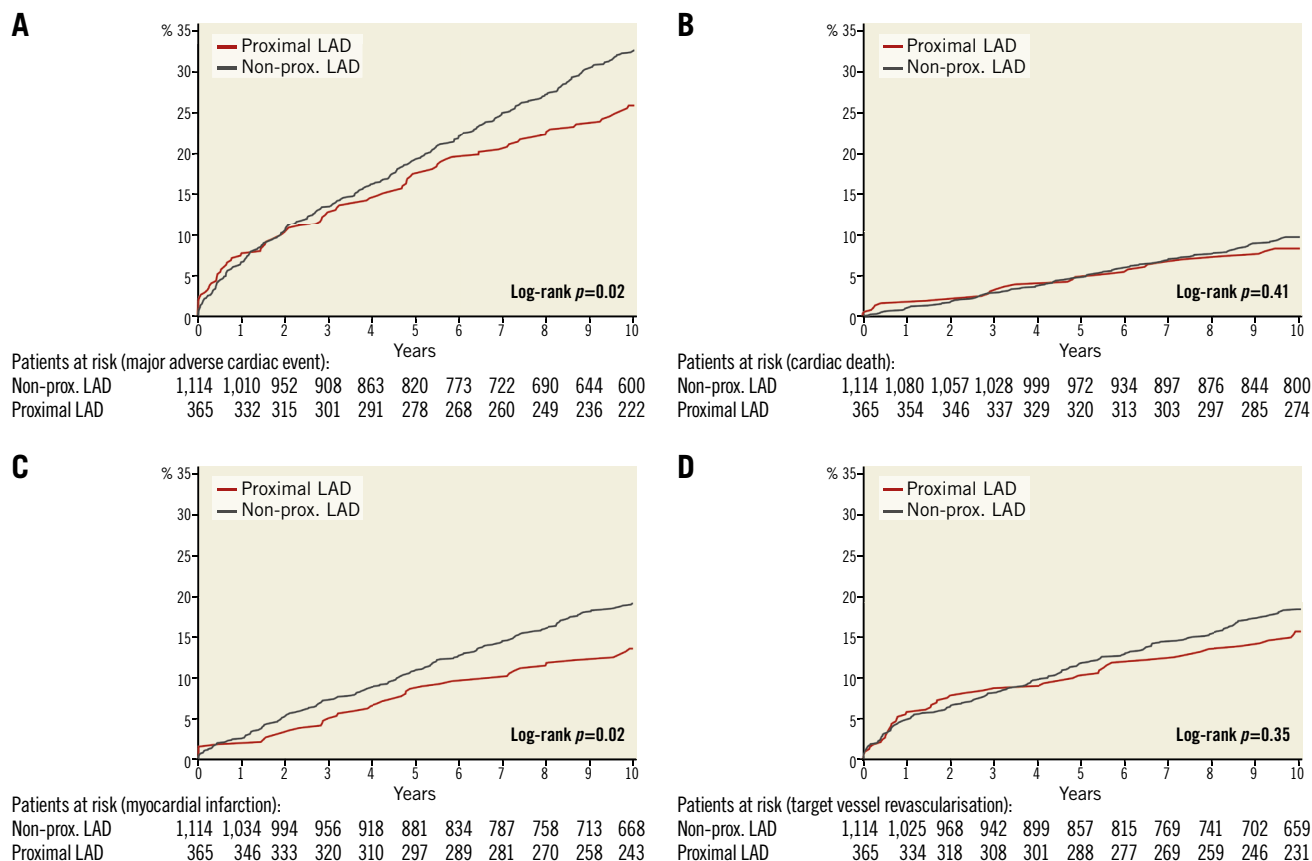 A
% 35
30
25
20
15
10
5
0
Proximal LAD
Non-prox. LAD
Log-rank p=0.02
0 1 2 3 4 5 6 7 8 9 10
Years
Patients at risk (major adverse cardiac event):
Non-prox. LAD 1,114 1,010 952 908 863 820 773 722 690 644 600
Proximal LAD 365 332 315 301 291 278 268 260 249 236 222
B
% 35
30
25
20
15
10
5
0
Proximal LAD
Non-prox. LAD
Log-rank p=0.41
0 1 2 3 4 5 6 7 8 9 10
Years
Patients at risk (cardiac death):
Non-prox. LAD 1,114 1,080 1,057 1,028 999 972 934 897 876 844 800
Proximal LAD 365 354 346 337 329 320 313 303 297 285 274
C
% 35
30
25
20
15
10
5
0
Proximal LAD
Non-prox. LAD
Log-rank p=0.02
0 1 2 3 4 5 6 7 8 9 10
Years
Patients at risk (myocardial infarction):
Non-prox. LAD 1,114 1,034 994 956 918 881 834 787 758 713 668
Proximal LAD 365 346 333 320 310 297 289 281 270 258 243
D
% 35
30
25
20
15
10
5
0
Proximal LAD
Non-prox. LAD
Log-rank p=0.35
0 1 2 3 4 5 6 7 8 9 10
Years
Patients at risk (target vessel revascularisation):
Non-prox. LAD 1,114 1,025 968 942 899 857 815 769 741 702 659
Proximal LAD 365 334 318 308 301 288 277 269 259 246 231